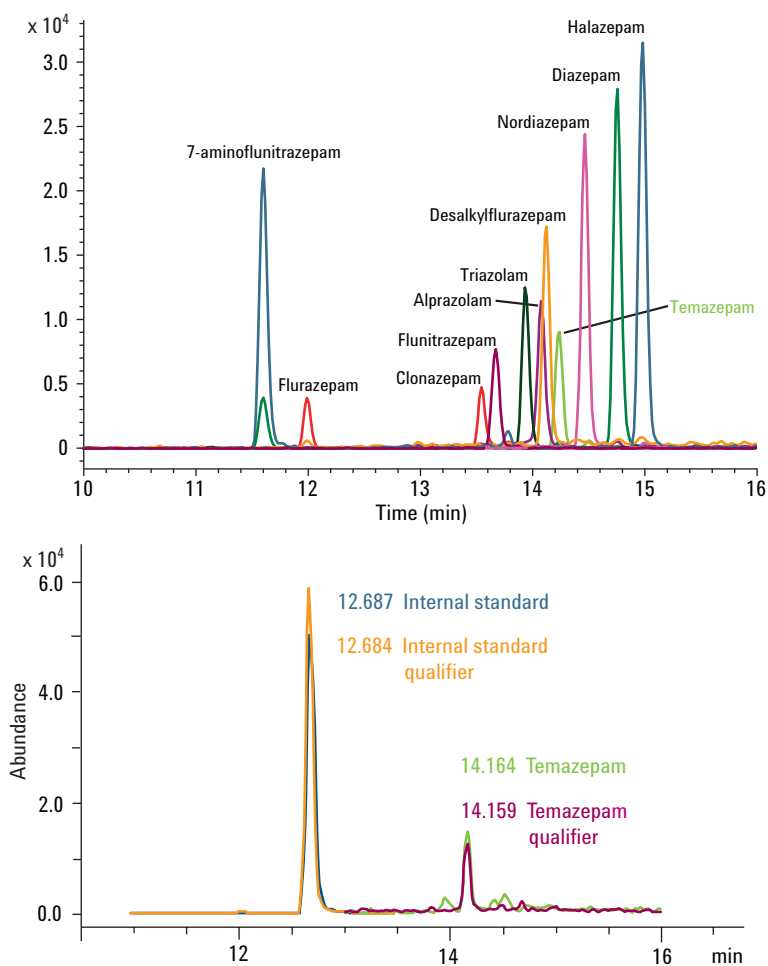 x 10⁴
3.0
2.5
2.0
1.5
1.0
0.5
0
Halazepam
Diazepam
Nordiazepam
7-aminoflunitrazepam
Desalkylflurazepam
Triazolam
Alprazolam
Temazepam
Flunitrazepam
Flurazepam
Clonazepam
10 11 12 13 14 15 16
Time (min)
x 10⁴
6.0
4.0
2.0
0.0
Abundance
12.687 Internal standard
12.684 Internal standard
qualifier
14.164 Temazepam
14.159 Temazepam
qualifier
12 14 16 min